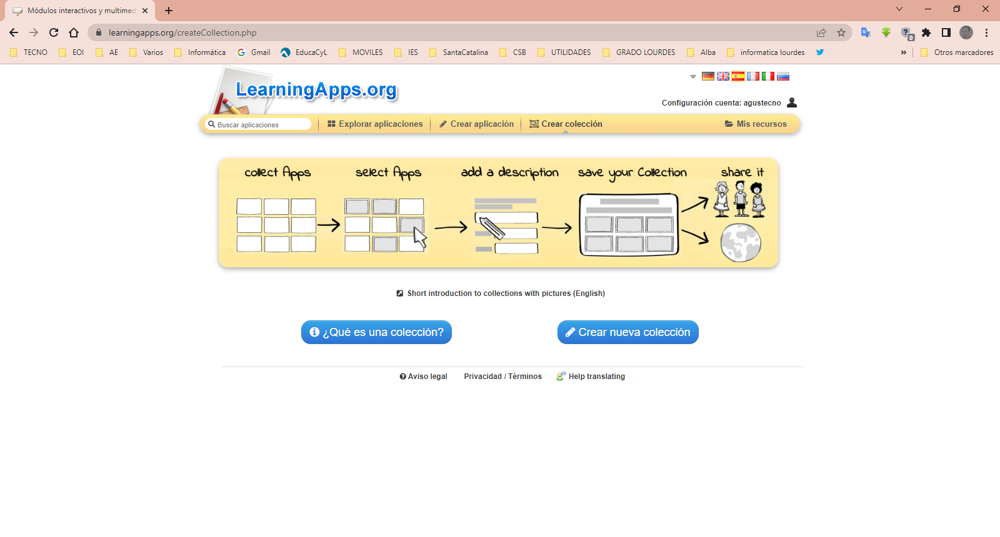 Módulos interactivos y multimed
learningapps.org/createCollection.php
0
TECNO EOI AE Varios Informática Gmail EducaCyL MOVILES IES SantaCatalina CSB UTILIDADES GRADO LOURDES Alba informatica lourdes » Otros marcadores
LearningApps.org
Configuración cuenta: agustecno
Buscar aplicaciones Explorar aplicaciones Crear aplicación Crear colección Mis recursos
collect Apps select Apps add a description save your Collection share it
Short introduction to collections with pictures (English)
¿Qué es una colección? Crear nueva colección
Aviso legal Privacidad / Términos Help translating